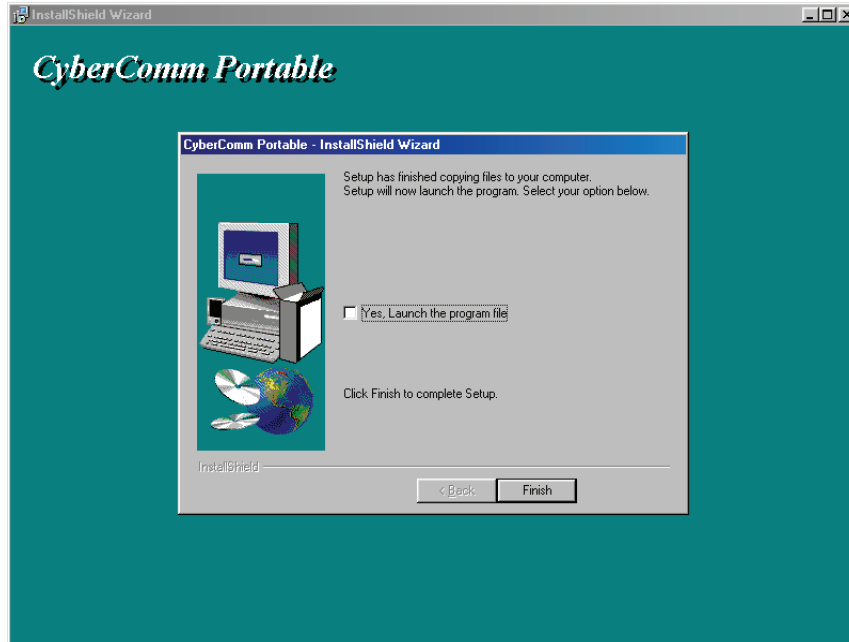 InstallShield Wizard
CyberComm Portable
CyberComm Portable - InstallShield Wizard
Setup has finished copying files to your computer.
Setup will now launch the program. Select your option below.
Yes, Launch the program file
Click Finish to complete Setup.
InstallShield
< Back
Finish